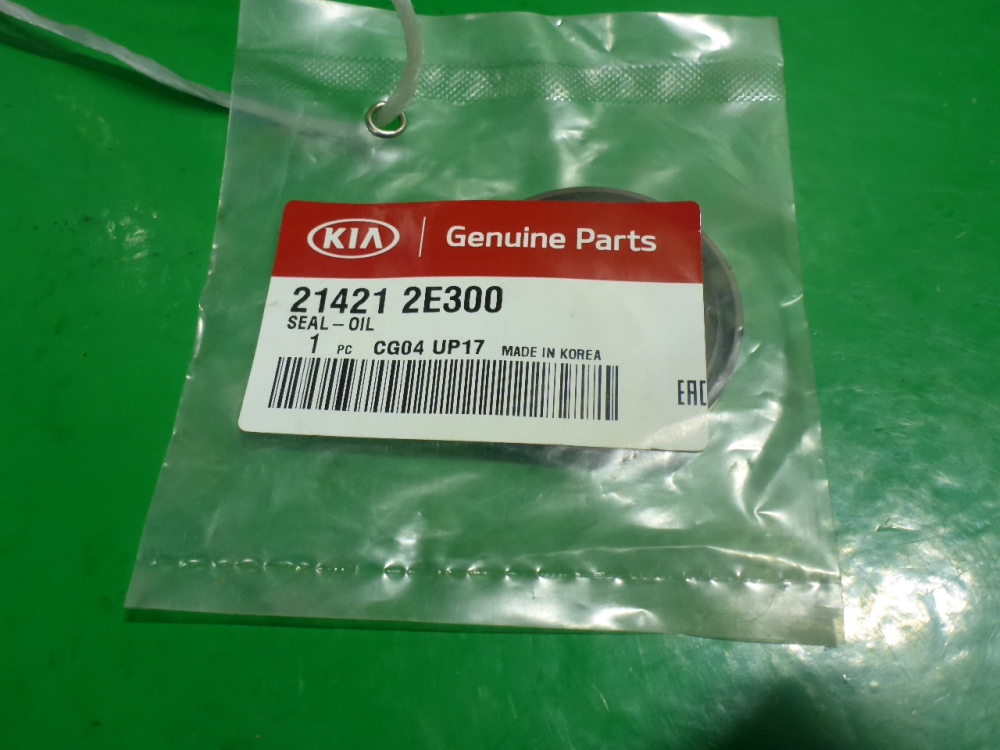 KIA | Genuine Parts
21421 2E300
SEAL-OIL
1 PC CG04 UP17 MADE IN KOREA
EAC